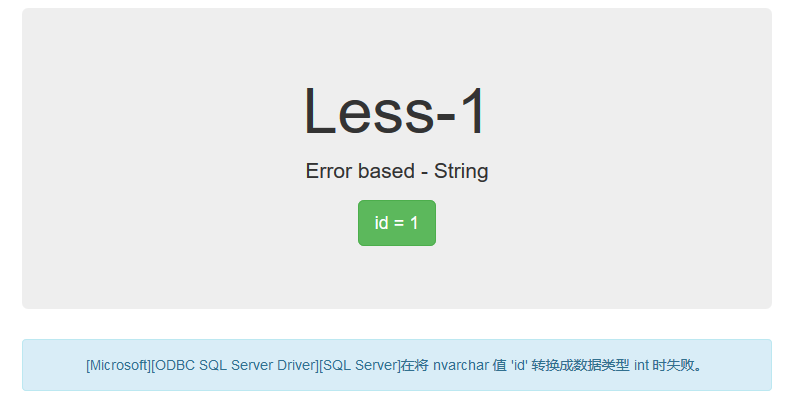 Less-1
Error based - String
id = 1
[Microsoft][ODBC SQL Server Driver][SQL Server]在将 nvarchar 值 'id' 转换成数据类型 int 时失败。